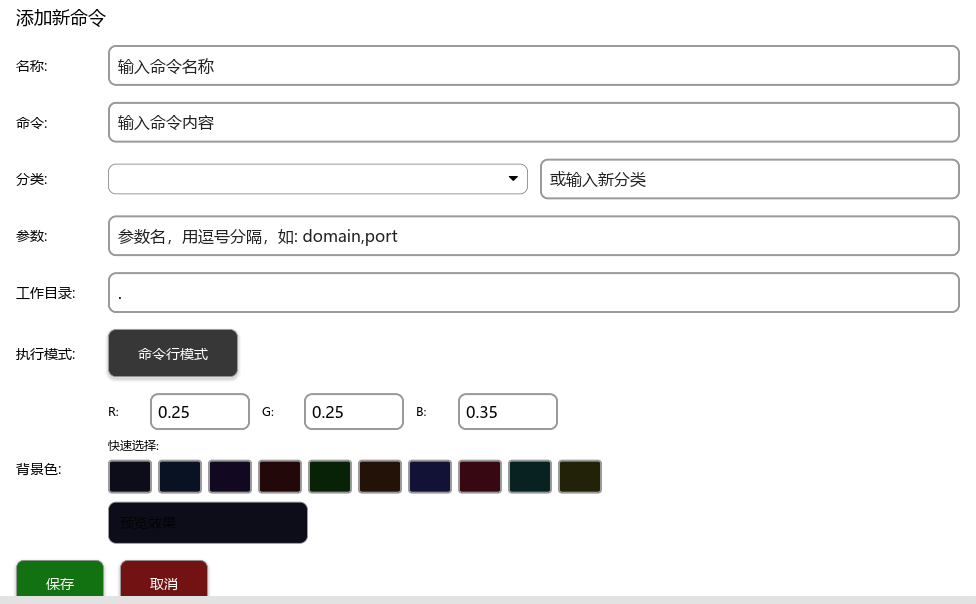 添加新命令
名称: 输入命令名称
命令: 输入命令内容
分类: 或输入新分类
参数: 参数名，用逗号分隔，如: domain,port
工作目录: .
执行模式: 命令行模式
R: 0.25 G: 0.25 B: 0.35
快速选择:
背景色:
预览效果
保存 取消